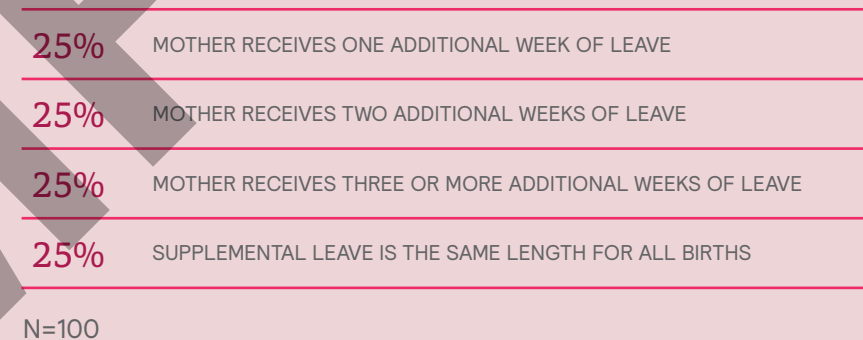 25% MOTHER RECEIVES ONE ADDITIONAL WEEK OF LEAVE
25% MOTHER RECEIVES TWO ADDITIONAL WEEKS OF LEAVE
25% MOTHER RECEIVES THREE OR MORE ADDITIONAL WEEKS OF LEAVE
25% SUPPLEMENTAL LEAVE IS THE SAME LENGTH FOR ALL BIRTHS
N=100